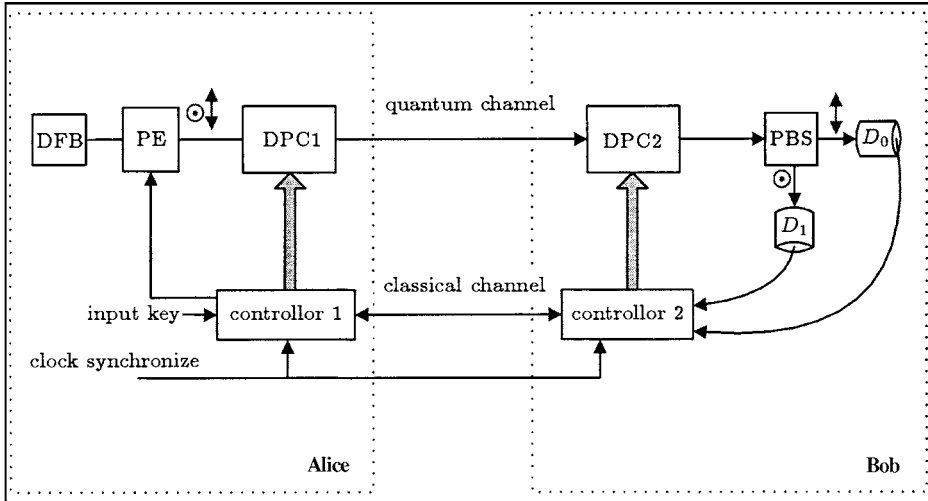 quantum channel
DFB
PE
DPC1
DPC2
PBS
D₀
D₁
classical channel
input key
controllor 1
controllor 2
clock synchronize
Alice
Bob